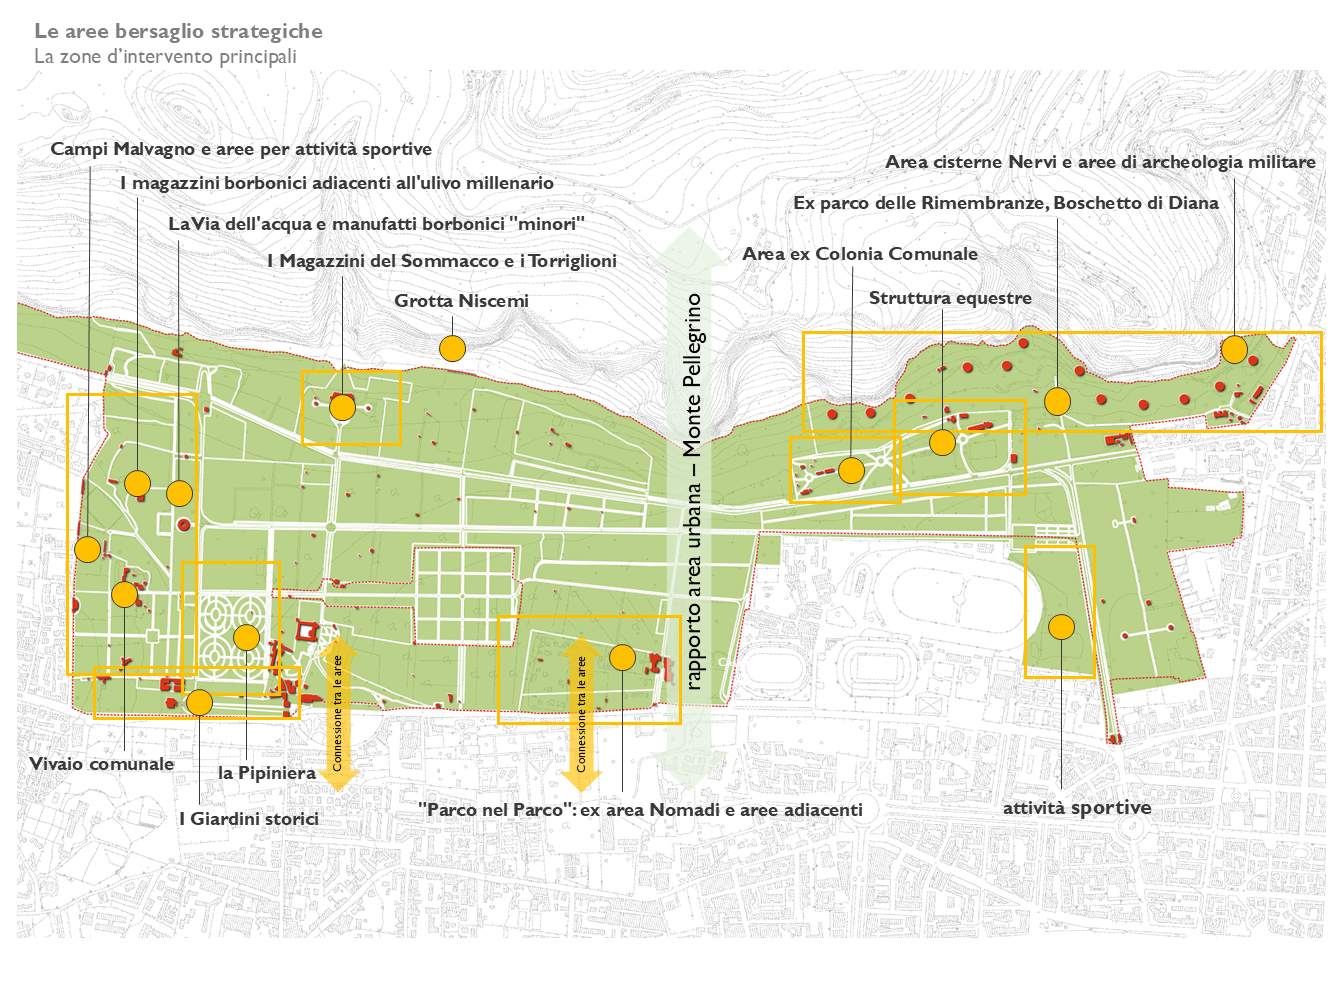 Le aree bersaglio strategiche
La zone d'intervento principali
Campi Malvagno e aree per attività sportive
Area cisterne Nervi e aree di archeologia militare
I magazzini borbonici adiacenti all'ulivo millenario
Ex parco delle Rimembranze, Boschetto di Diana
La Via dell'acqua e manufatti borbonici "minori"
Area ex Colonia Comunale
I Magazzini del Sommacco e i Torriglioni
Struttura equestre
Grotta Niscemi
rapporto area urbana – Monte Pellegrino
Connessione tra le aree
Connessione tra le aree
Vivaio comunale
la Pipiniera
I Giardini storici
"Parco nel Parco": ex area Nomadi e aree adiacenti
attività sportive